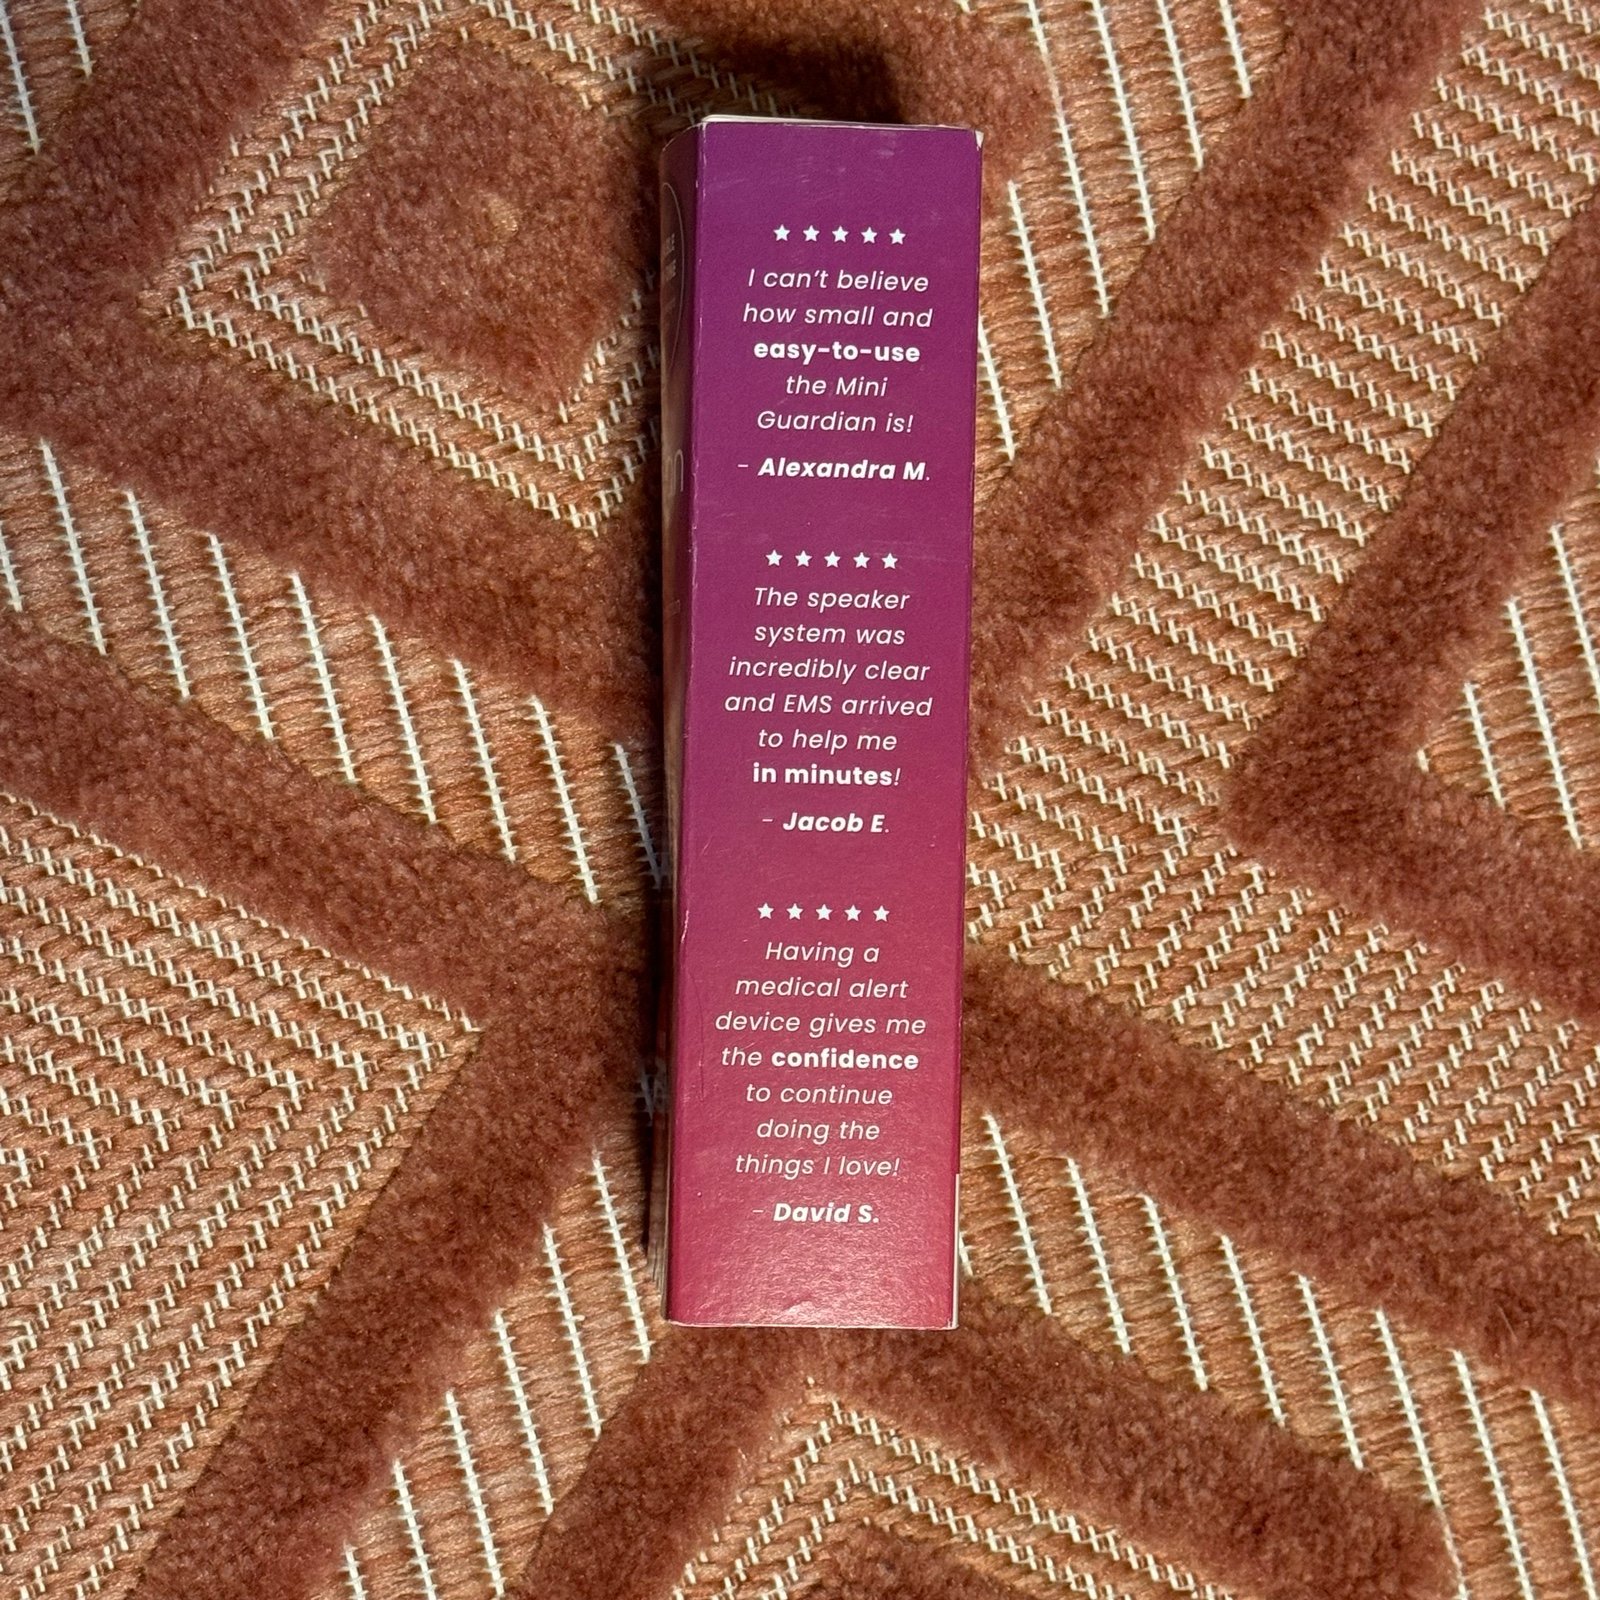 ★★★★★
I can't believe
how small and
easy-to-use
the Mini
Guardian is!
- Alexandra M.
★★★★★
The speaker
system was
incredibly clear
and EMS arrived
to help me
in minutes!
- Jacob E.
★★★★★
Having a
medical alert
device gives me
the confidence
to continue
doing the
things I love!
- David S.